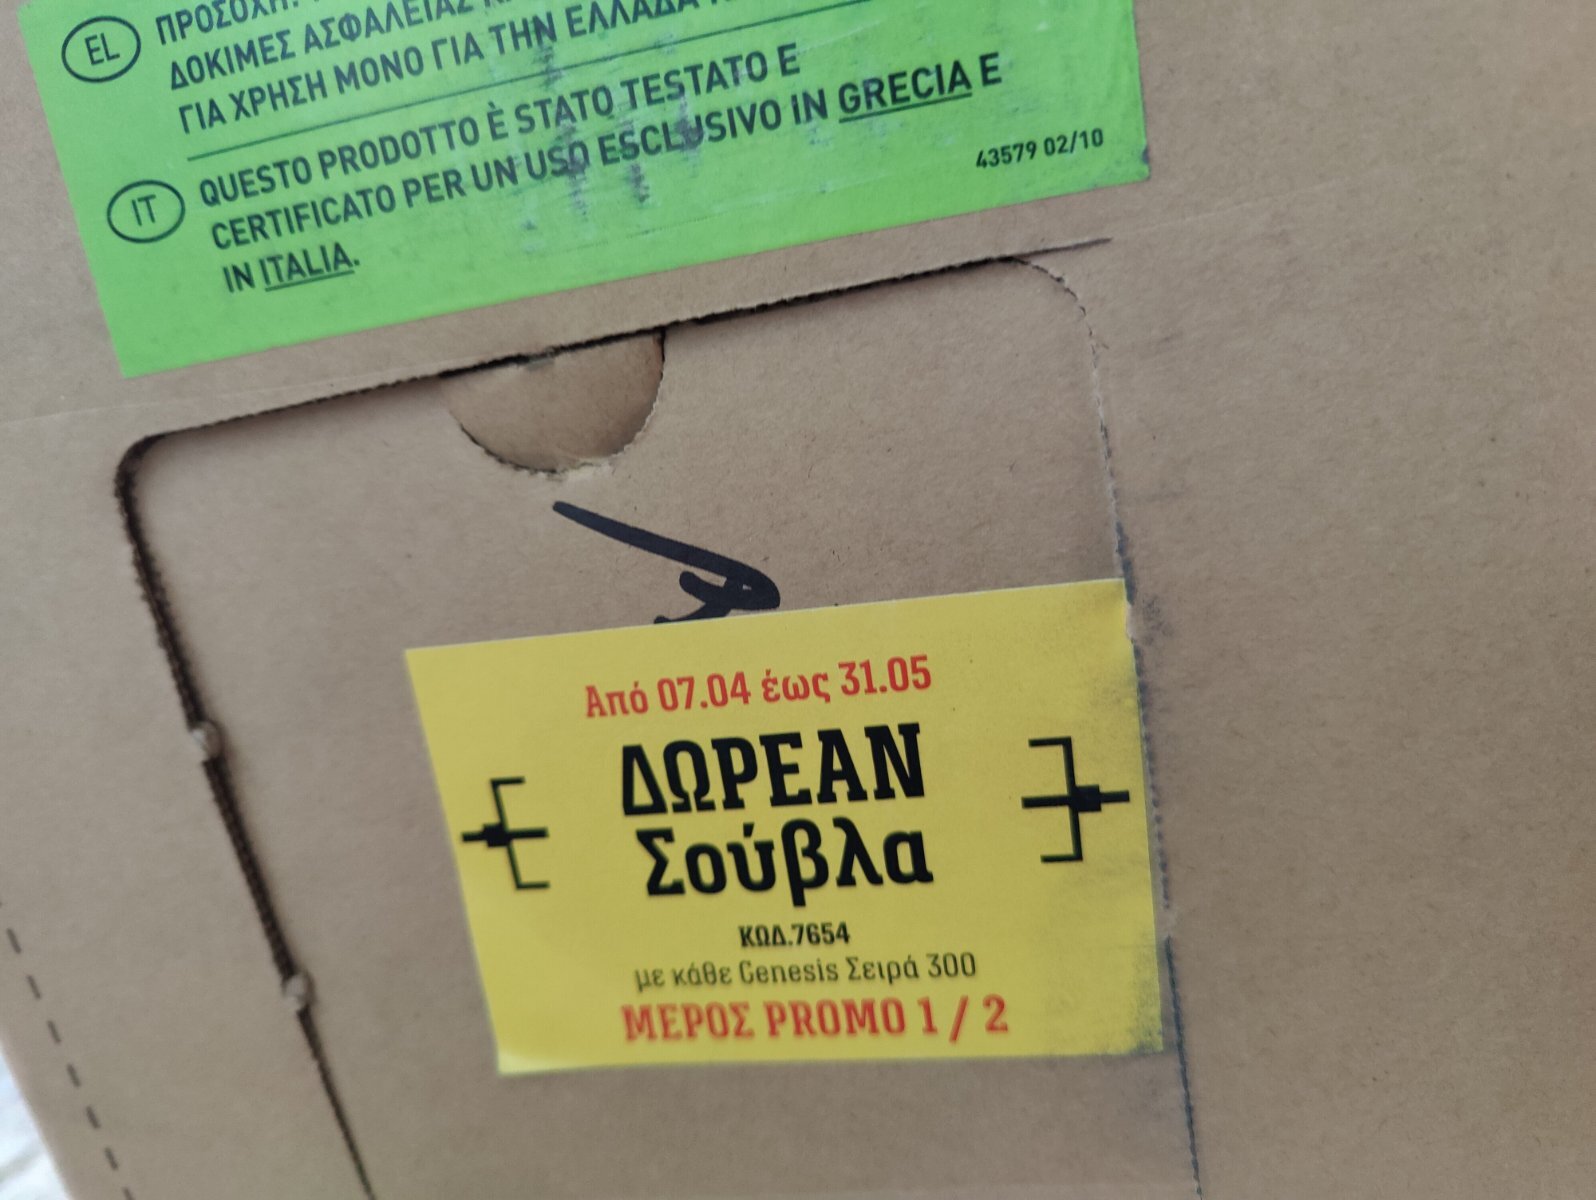 EL
ΠΡΟΣΟΧΗ:
ΔΟΚΙΜΕΣ ΑΣΦΑΛΕΙΑΣ
ΓΙΑ ΧΡΗΣΗ ΜΟΝΟ ΓΙΑ ΤΗΝ ΕΛΛΑΔΑ
IT
QUESTO PRODOTTO È STATO TESTATO E
CERTIFICATO PER UN USO ESCLUSIVO IN GRECIA E
IN ITALIA.
43579 02/10
Από 07.04 έως 31.05
ΔΩΡΕΑΝ
Σούβλα
ΚΩΔ.7654
με κάθε Genesis Σειρά 300
ΜΕΡΟΣ PROMO 1 / 2